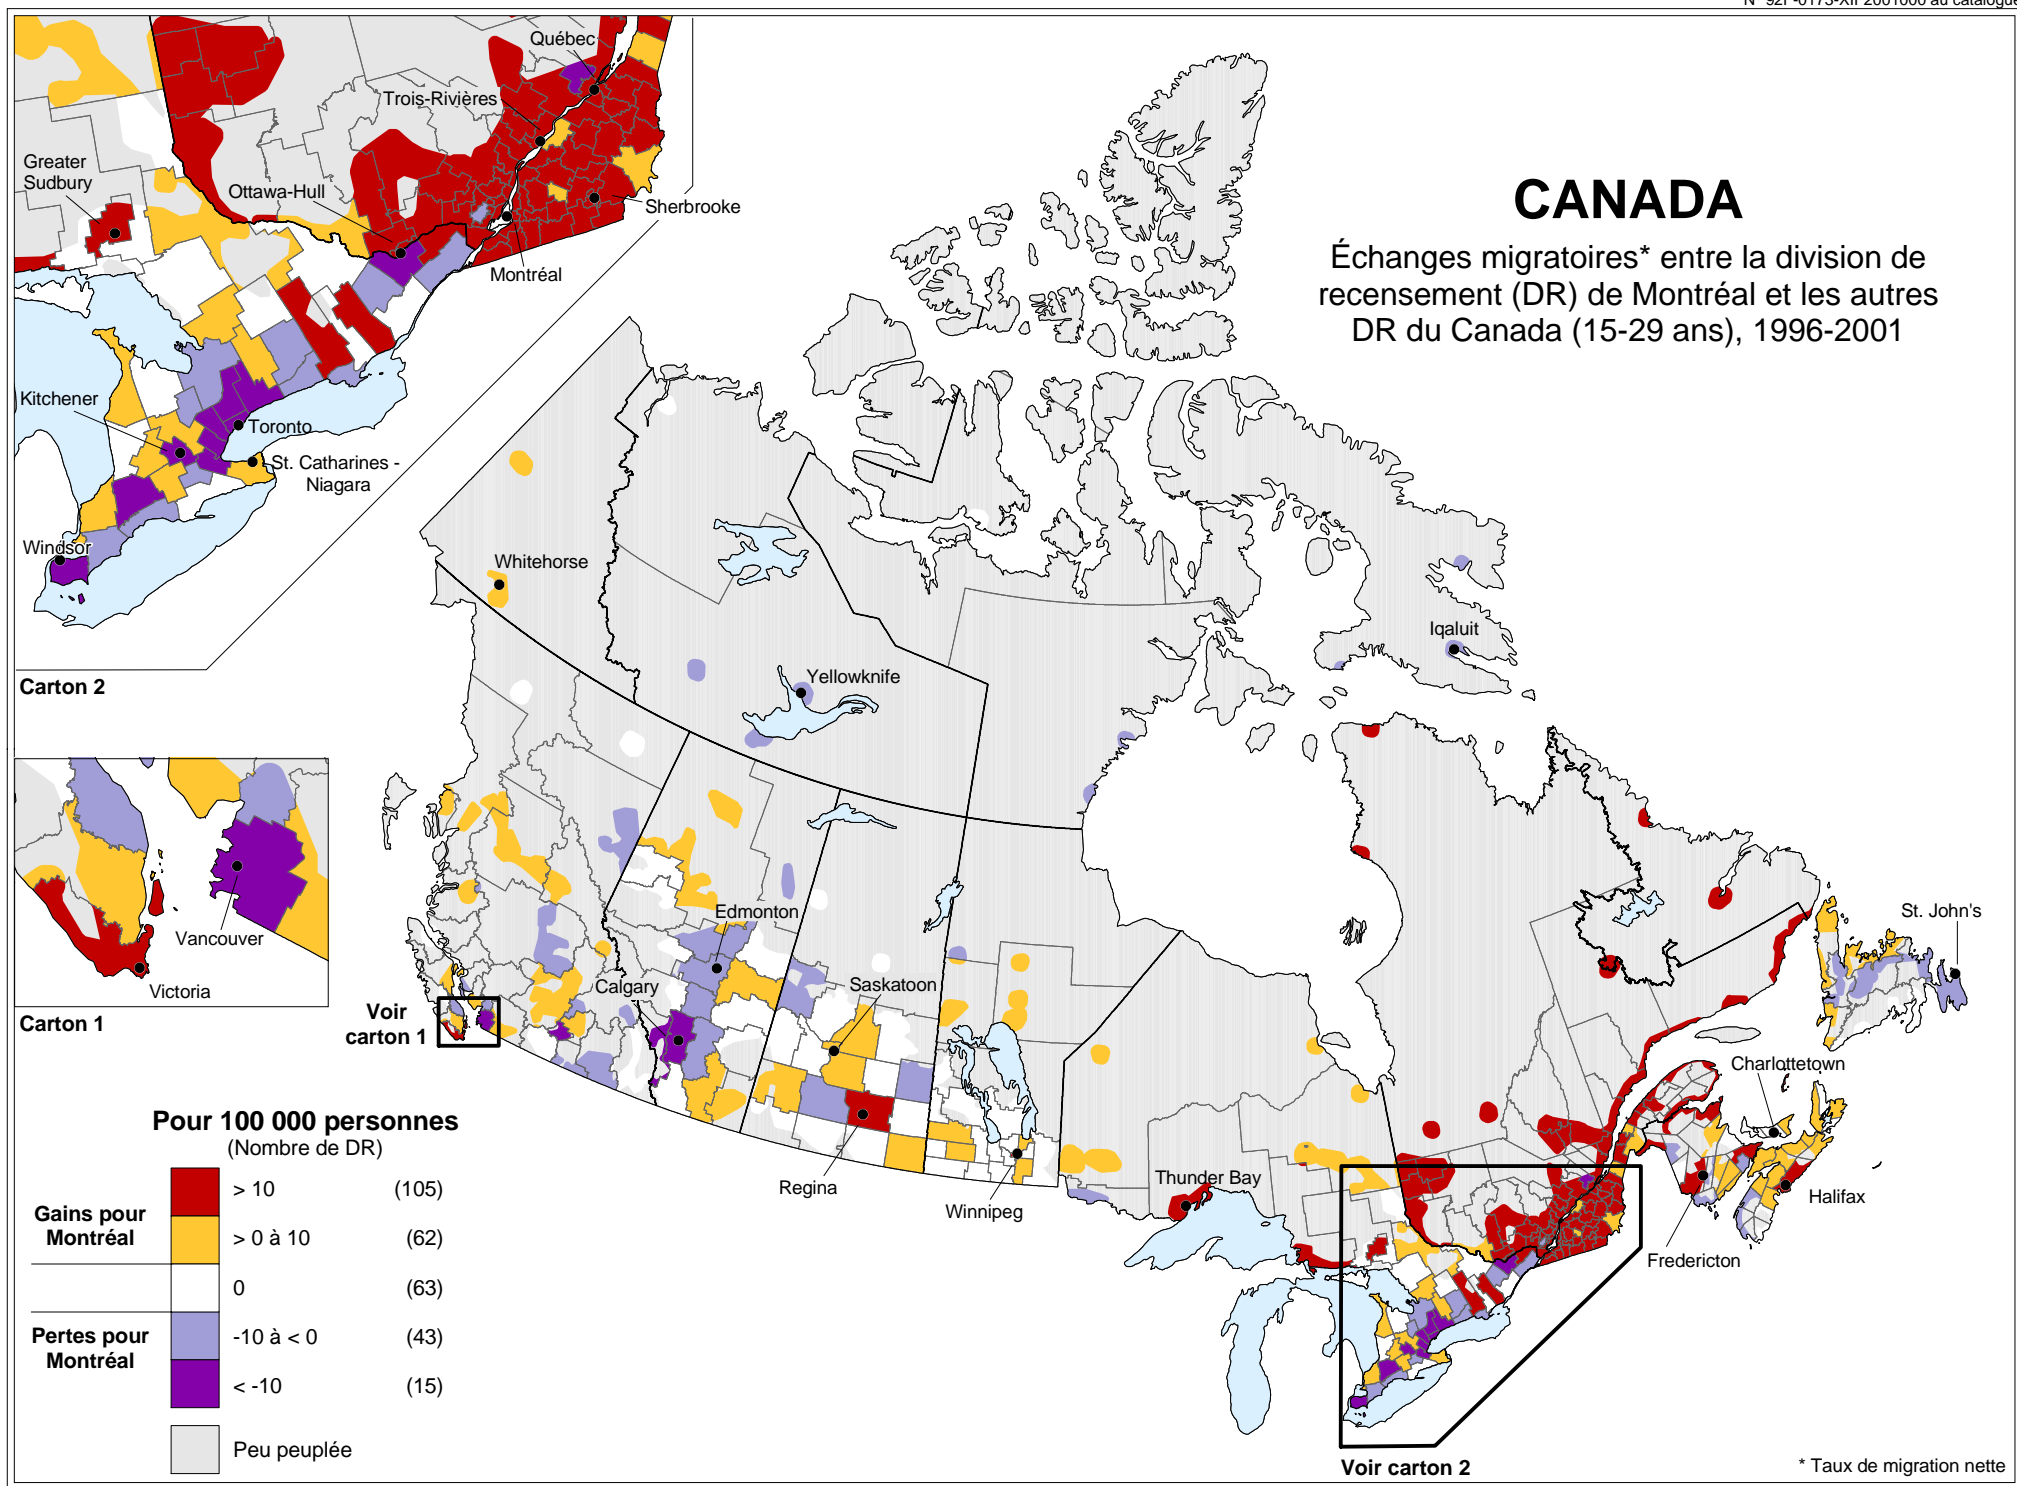 N° 92F-0173-XIF2001000 au catalogue
CANADA
Échanges migratoires* entre la division de
recensement (DR) de Montréal et les autres
DR du Canada (15-29 ans), 1996-2001
Québec
Trois-Rivières
Greater
Sudbury
Ottawa-Hull
Sherbrooke
Montréal
Kitchener
Toronto
St. Catharines -
Niagara
Windsor
Carton 2
Vancouver
Victoria
Carton 1
Whitehorse
Yellowknife
Iqaluit
Edmonton
Calgary
Saskatoon
Voir
carton 1
Regina
Winnipeg
Thunder Bay
St. John's
Charlottetown
Halifax
Fredericton
Voir carton 2
Pour 100 000 personnes
(Nombre de DR)
Gains pour
Montréal
> 10 (105)
> 0 à 10 (62)
0 (63)
Pertes pour
Montréal
-10 à < 0 (43)
< -10 (15)
Peu peuplée
* Taux de migration nette